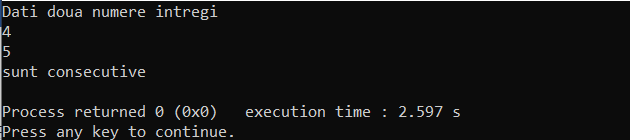 Dati doua numere intregi
4
5
sunt consecutive
Process returned 0 (0x0)   execution time : 2.597 s
Press any key to continue.